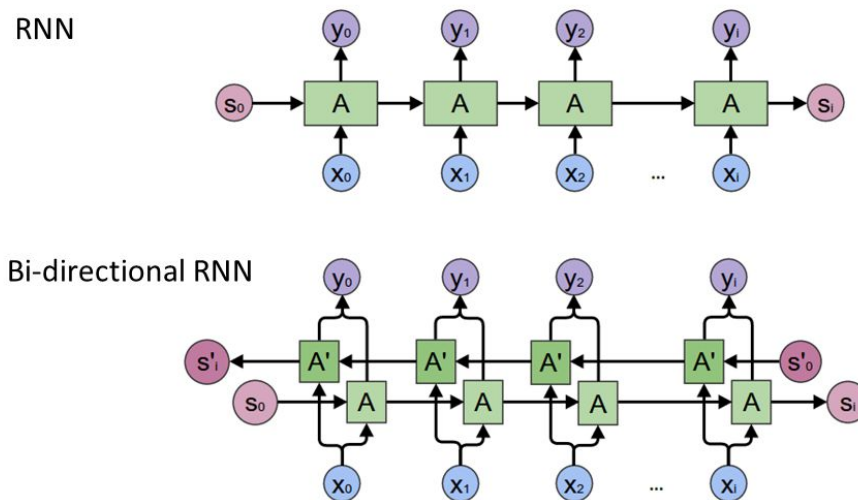 RNN
y₀ y₁ y₂ yᵢ
s₀ A A A A sᵢ
x₀ x₁ x₂ ... xᵢ
Bi-directional RNN
y₀ y₁ y₂ yᵢ
s'ᵢ A' A' A' A' s'₀
s₀ A A A A sᵢ
x₀ x₁ x₂ ... xᵢ